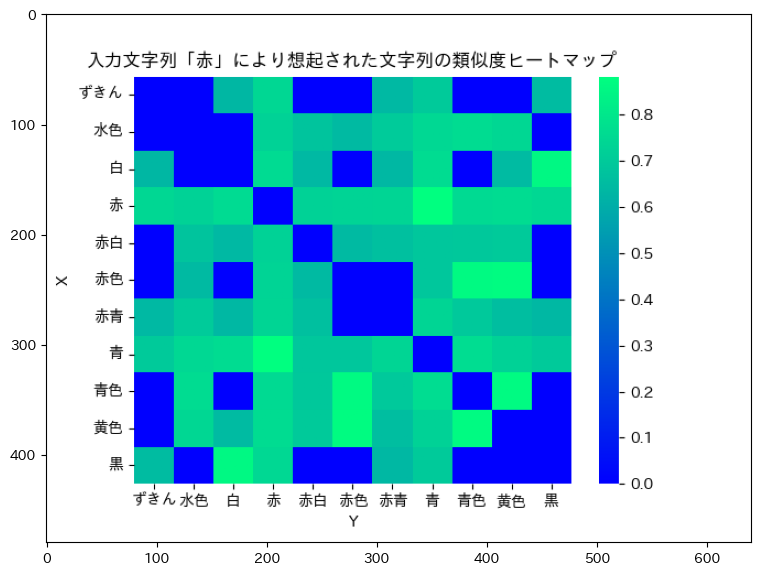 入力文字列「赤」により想起された文字列の類似度ヒートマップ
ずきん
水色
白
赤
赤白
赤色
赤青
青
青色
黄色
黒
X
ずきん 水色 白 赤 赤白 赤色 赤青 青 青色 黄色 黒
Y
0.8
0.7
0.6
0.5
0.4
0.3
0.2
0.1
0.0
0
100
200
300
400
0 100 200 300 400 500 600